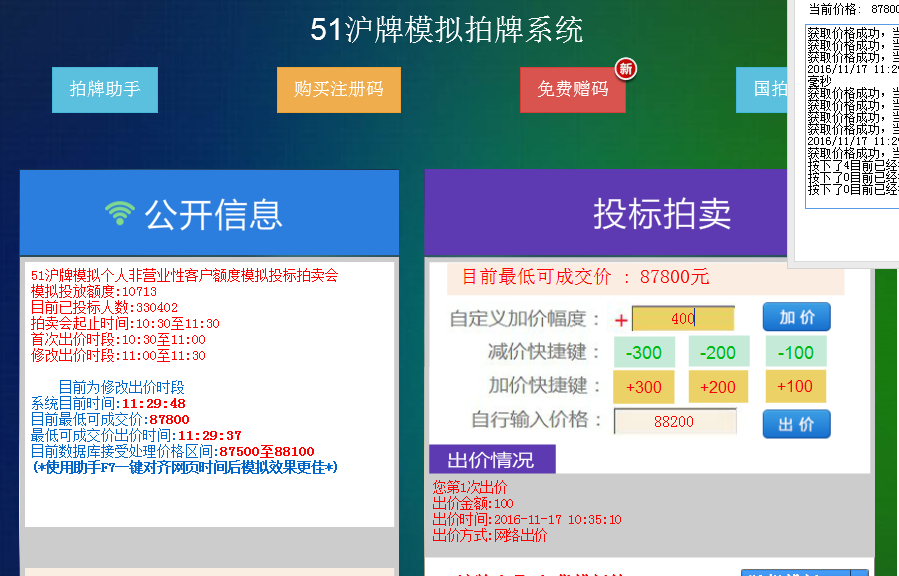 51沪牌模拟拍牌系统
拍牌助手
购买注册码
免费赠码
新
国拍
当前价格: 8780
获取价格成功，当
获取价格成功，当
获取价格成功，当
2016/11/17 11:2
毫秒
获取价格成功，当
获取价格成功，当
获取价格成功，当
获取价格成功，当
2016/11/17 11:2
获取价格成功，当
按下了4目前已经
按下了0目前已经
按下了0目前已经
公开信息
51沪牌模拟个人非营业性客户额度模拟投标拍卖会
模拟投放额度:10713
目前已投标人数:330402
拍卖会起止时间:10:30至11:30
首次出价时段:10:30至11:00
修改出价时段:11:00至11:30
目前为修改出价时段
系统目前时间:11:29:48
目前最低可成交价:87800
最低可成交价出价时间:11:29:37
目前数据库接受处理价格区间:87500至88100
(*使用助手F7一键对齐网页时间后模拟效果更佳*)
投标拍卖
目前最低可成交价 : 87800元
自定义加价幅度： + 400 加 价
减价快捷键： -300 -200 -100
加价快捷键： +300 +200 +100
自行输入价格： 88200 出 价
出价情况
您第1次出价
出价金额:100
出价时间:2016-11-17 10:35:10
出价方式:网络出价